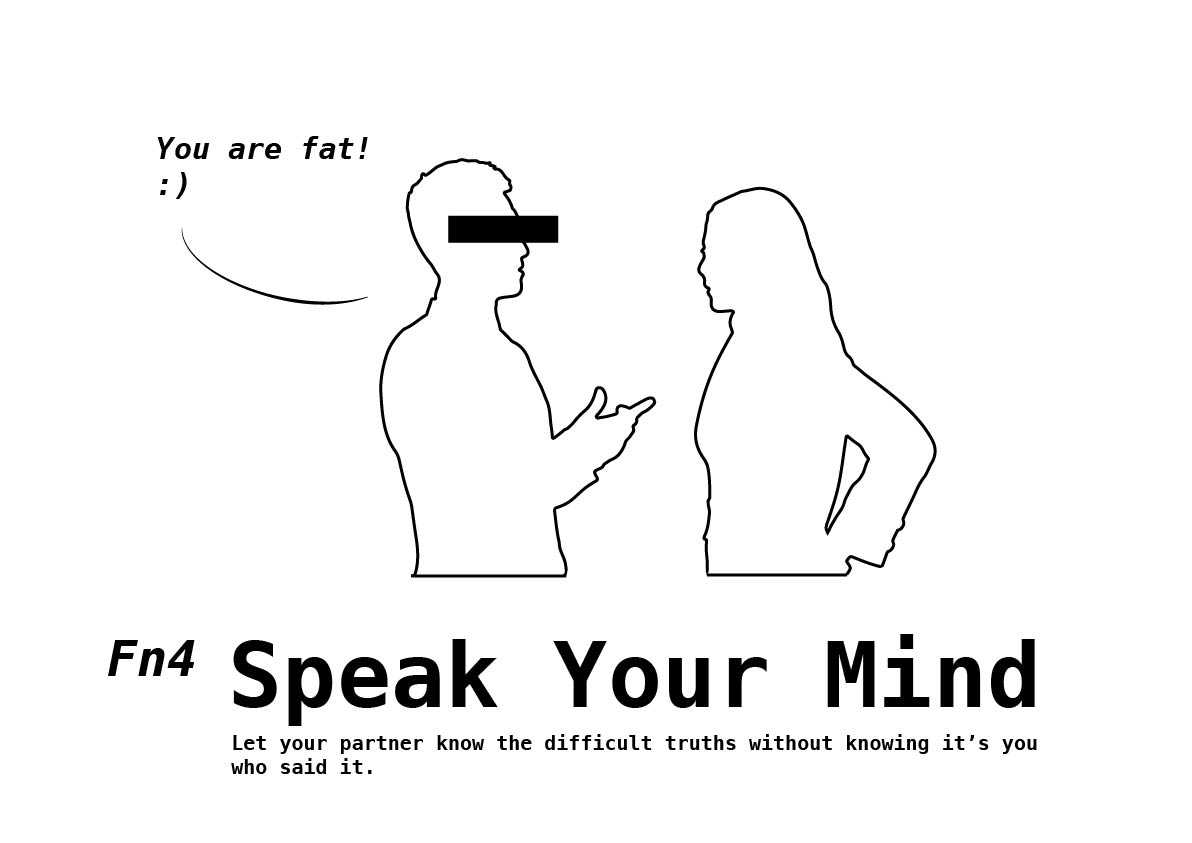 You are fat!
:)
Fn4 Speak Your Mind
Let your partner know the difficult truths without knowing it’s you
who said it.